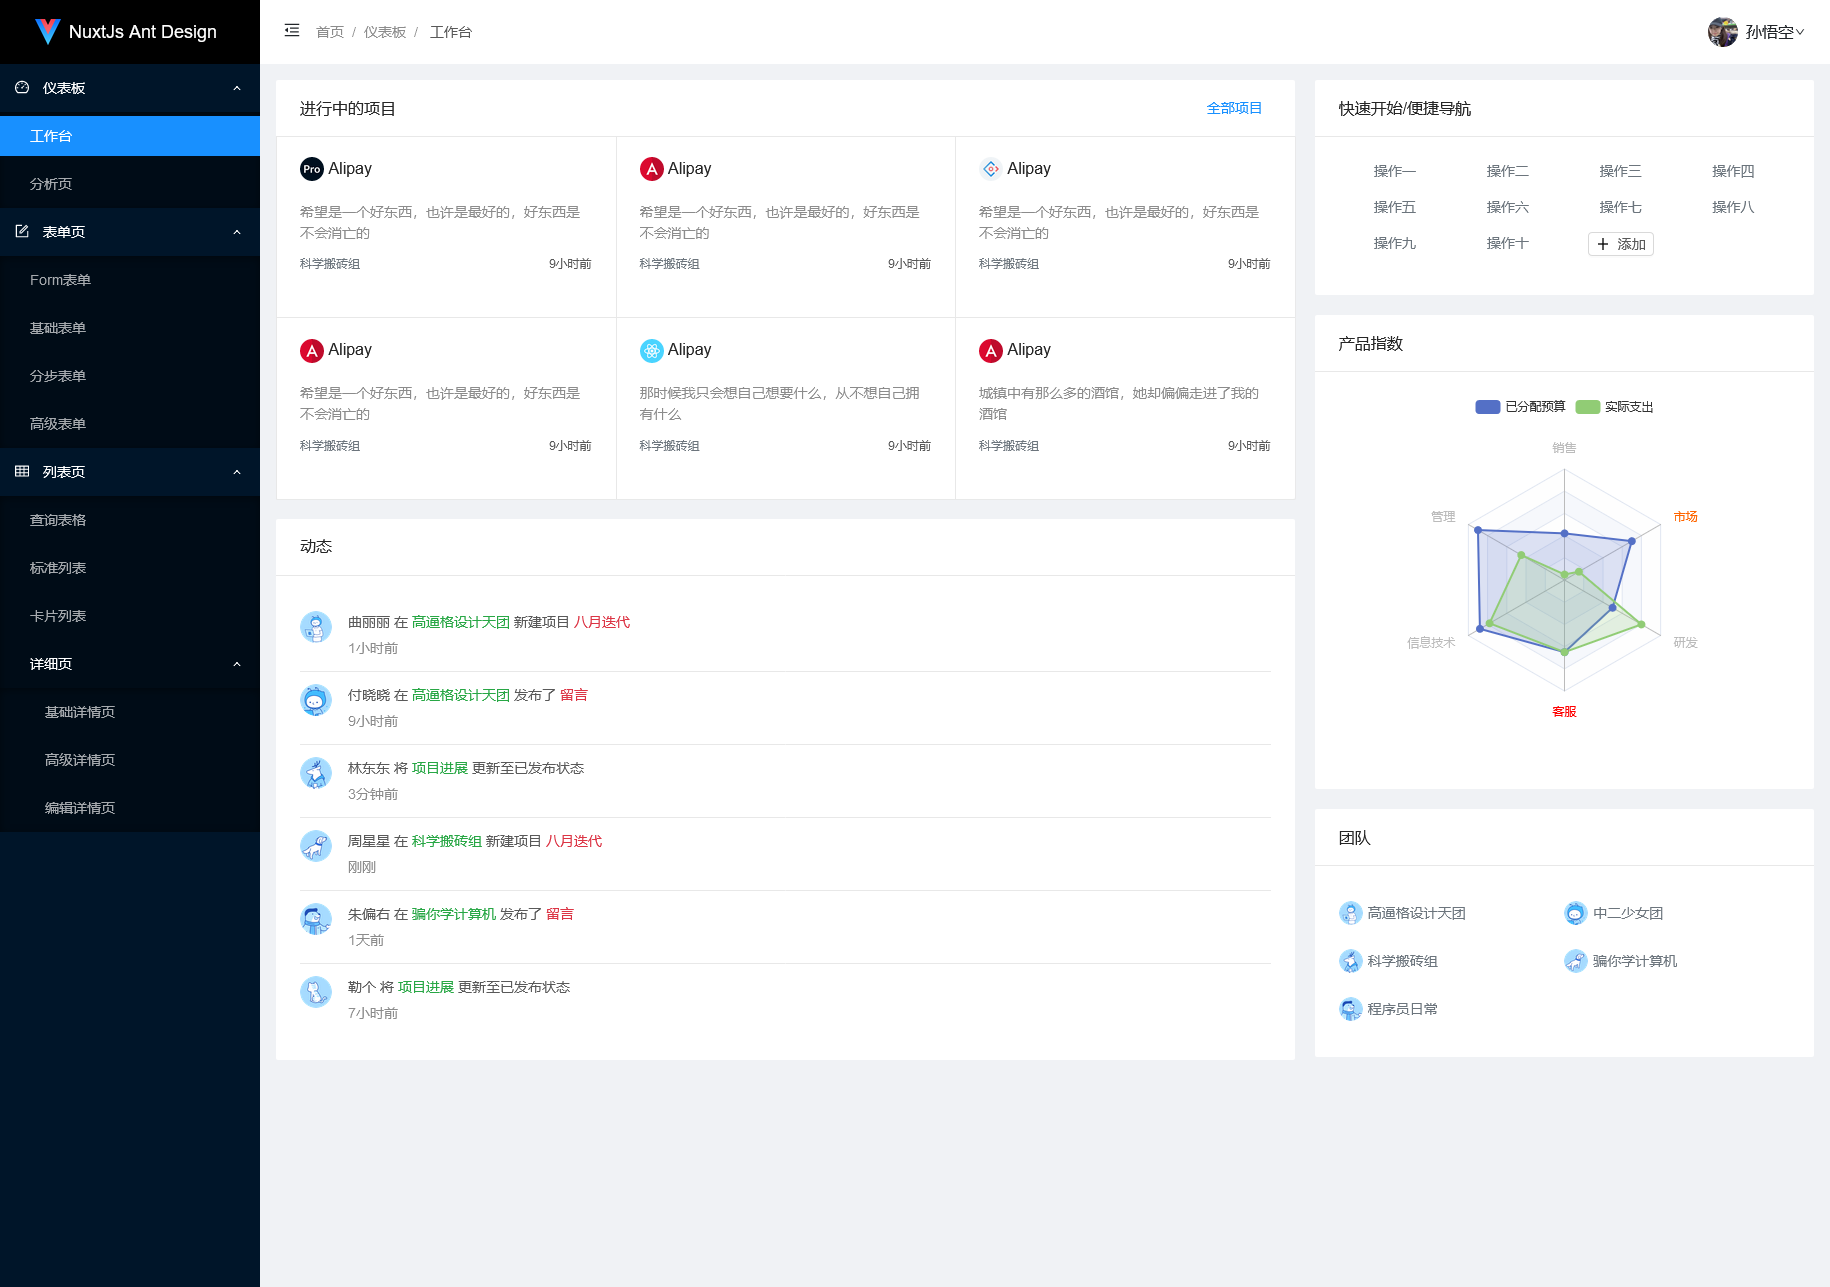 NuxtJs Ant Design
仪表板
工作台
分析页
表单页
Form表单
基础表单
分步表单
高级表单
列表页
查询表格
标准列表
卡片列表
详细页
基础详情页
高级详情页
编辑详情页
首页 / 仪表板 / 工作台
孙悟空
进行中的项目
全部项目
Pro Alipay
希望是一个好东西，也许是最好的，好东西是
不会消亡的
科学搬砖组 9小时前
A Alipay
希望是一个好东西，也许是最好的，好东西是
不会消亡的
科学搬砖组 9小时前
Alipay
希望是一个好东西，也许是最好的，好东西是
不会消亡的
科学搬砖组 9小时前
A Alipay
希望是一个好东西，也许是最好的，好东西是
不会消亡的
科学搬砖组 9小时前
Alipay
那时候我只会想自己想要什么，从不想自己拥
有什么
科学搬砖组 9小时前
A Alipay
城镇中有那么多的酒馆，她却偏偏走进了我的
酒馆
科学搬砖组 9小时前
动态
曲丽丽 在 高逼格设计天团 新建项目 八月迭代
1小时前
付晓晓 在 高逼格设计天团 发布了 留言
9小时前
林东东 将 项目进展 更新至已发布状态
3分钟前
周星星 在 科学搬砖组 新建项目 八月迭代
刚刚
朱偏右 在 骗你学计算机 发布了 留言
1天前
勒个 将 项目进展 更新至已发布状态
7小时前
快速开始/便捷导航
操作一 操作二 操作三 操作四
操作五 操作六 操作七 操作八
操作九 操作十 + 添加
产品指数
已分配预算 实际支出
销售
管理
市场
信息技术
研发
客服
团队
高逼格设计天团 中二少女团
科学搬砖组 骗你学计算机
程序员日常